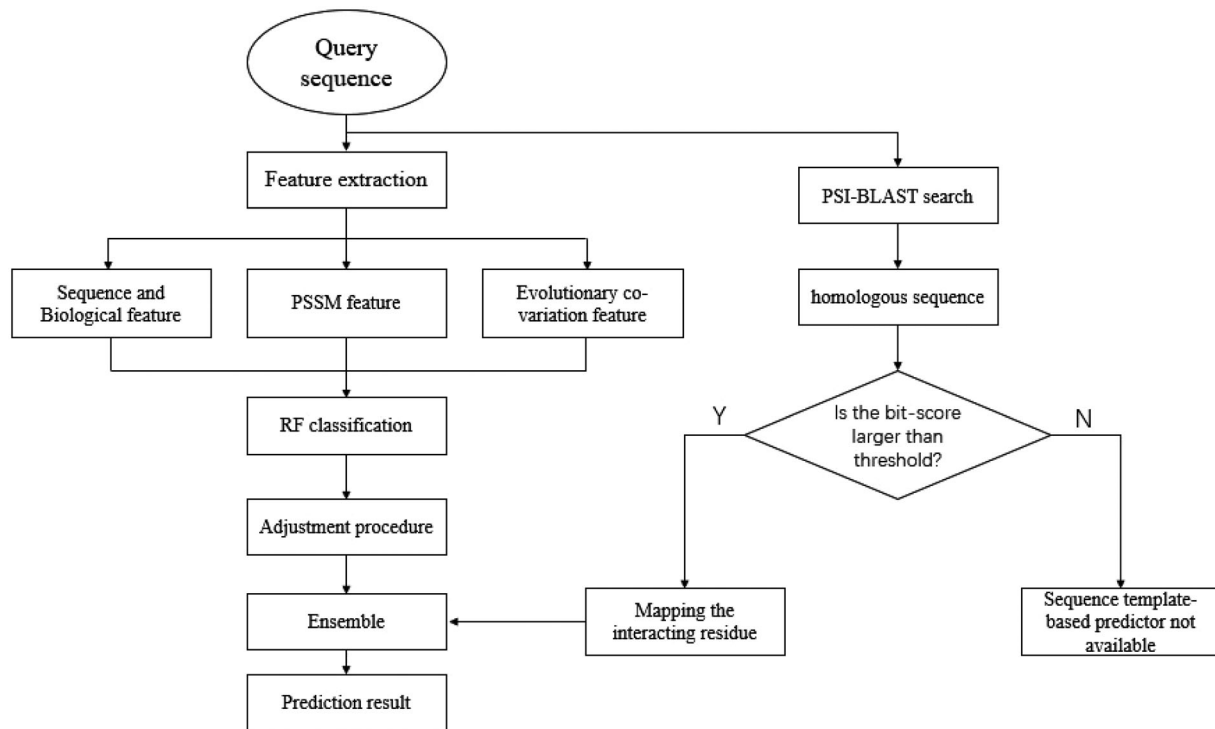 Query
sequence
Feature extraction
PSI-BLAST search
Sequence and
Biological feature
PSSM feature
Evolutionary co-
variation feature
homologous sequence
RF classification
Y
Is the bit-score
larger than
threshold?
N
Adjustment procedure
Ensemble
Mapping the
interacting residue
Sequence template-
based predictor not
available
Prediction result